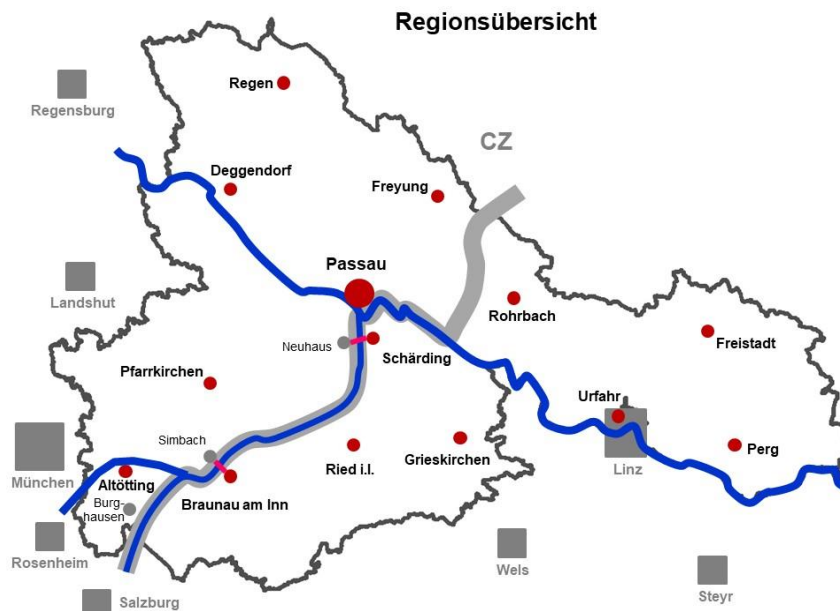 Regionsübersicht
Regen
Regensburg
CZ
Deggendorf
Freyung
Passau
Landshut
Rohrbach
Neuhaus
Schärding
Freistadt
Pfarrkirchen
Urfahr
Simbach
Grieskirchen
Perg
Ried i.I.
Linz
München
Altötting
Braunau am Inn
Burg-
hausen
Rosenheim
Wels
Steyr
Salzburg